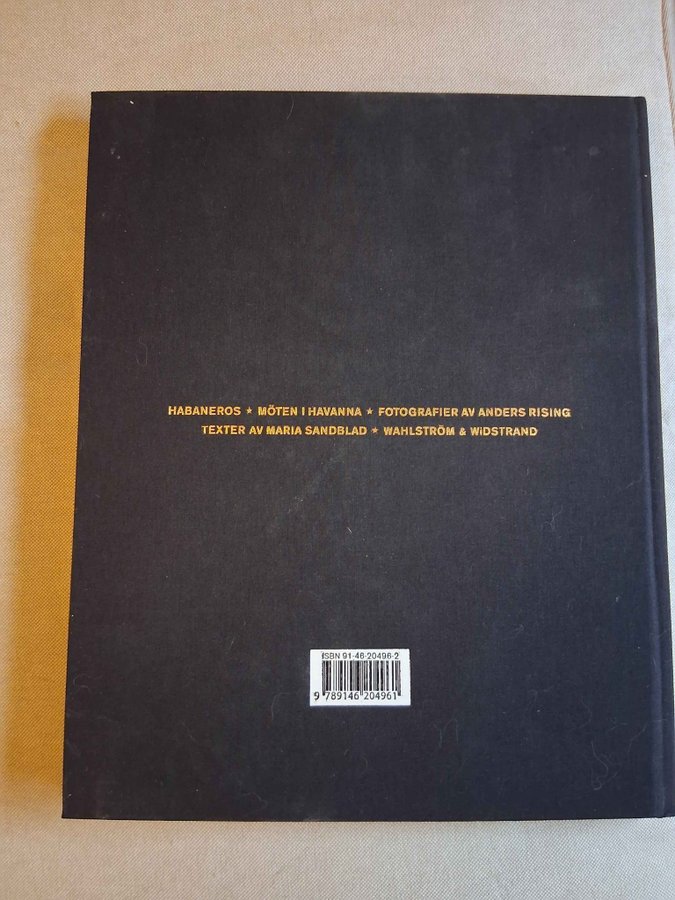 HABANEROS ★ MÖTEN I HAVANNA ★ FOTOGRAFIER AV ANDERS RISING
TEXTER AV MARIA SANDBLAD ★ WAHLSTRÖM & WIDSTRAND
ISBN 91-46-20496-2
9 789146 204961